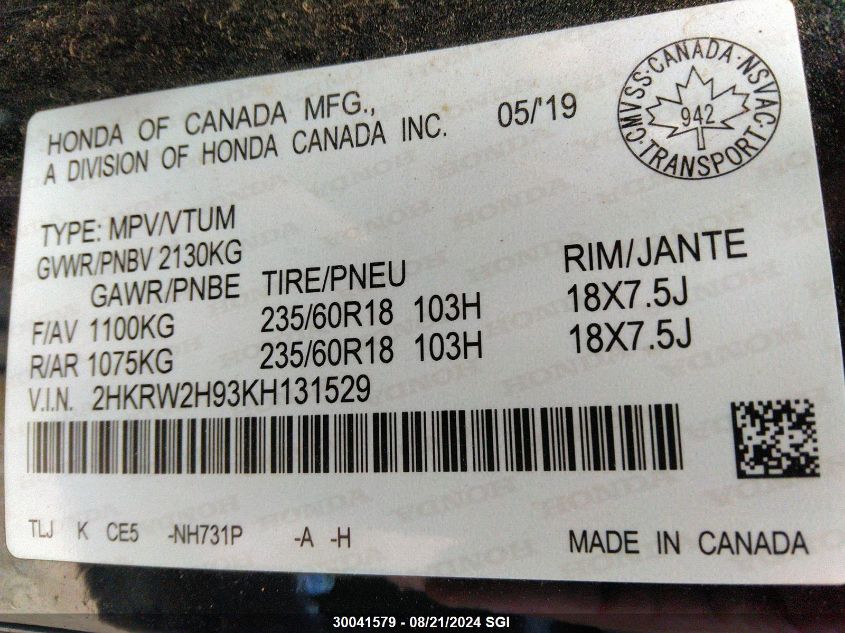 HONDA OF CANADA MFG.,
A DIVISION OF HONDA CANADA INC.
05/'19
CMVSS · CANADA · NSVAC · TRANSPORT ·
942
TYPE: MPV/VTUM
GVWR/PNBV 2130KG
GAWR/PNBE TIRE/PNEU RIM/JANTE
F/AV 1100KG 235/60R18 103H 18X7.5J
R/AR 1075KG 235/60R18 103H 18X7.5J
V.I.N. 2HKRW2H93KH131529
TLJ K CE5 -NH731P -A -H MADE IN CANADA
30041579 - 08/21/2024 SGI